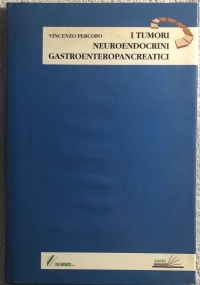 VINCENZO PERCOPO
I TUMORI
NEUROENDOCRINI
GASTROENTEROPANCREATICI